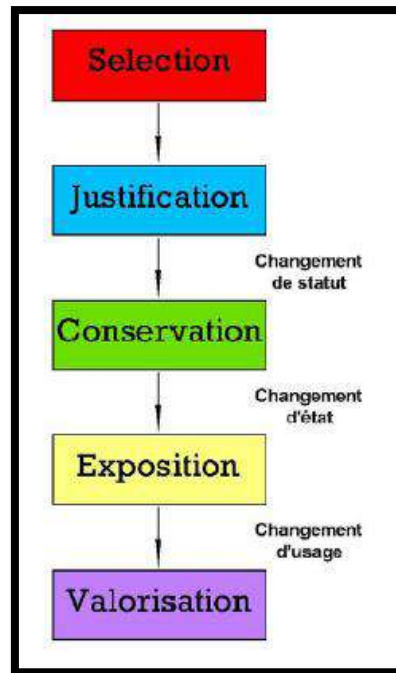 Selection
Justification
Changement
de statut
Conservation
Changement
d'état
Exposition
Changement
d'usage
Valorisation